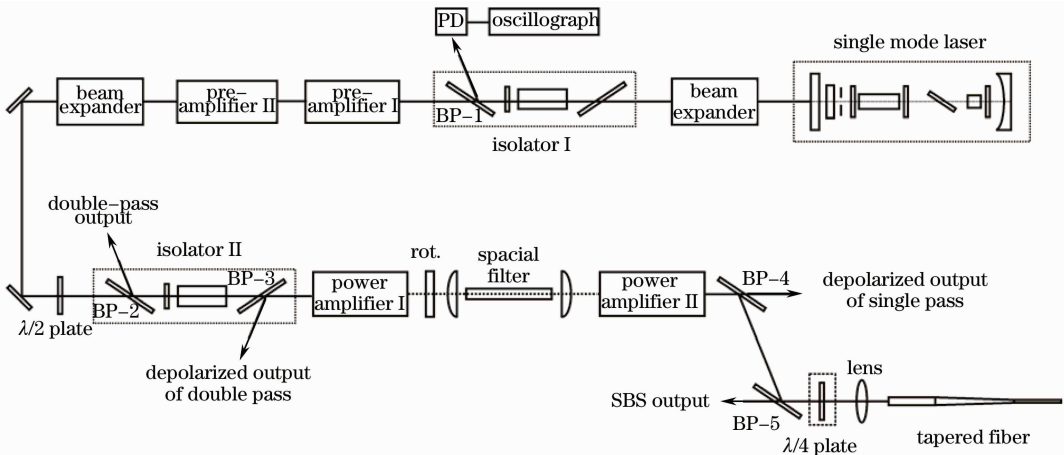 PD
oscillograph
single mode laser
beam
expander
pre-
amplifier II
pre-
amplifier I
BP-1
isolator I
beam
expander
double-pass
output
isolator II
BP-2
BP-3
λ/2 plate
depolarized output
of double pass
power
amplifier I
rot.
spacial
filter
power
amplifier II
BP-4
depolarized output
of single pass
SBS output
BP-5
λ/4 plate
lens
tapered fiber